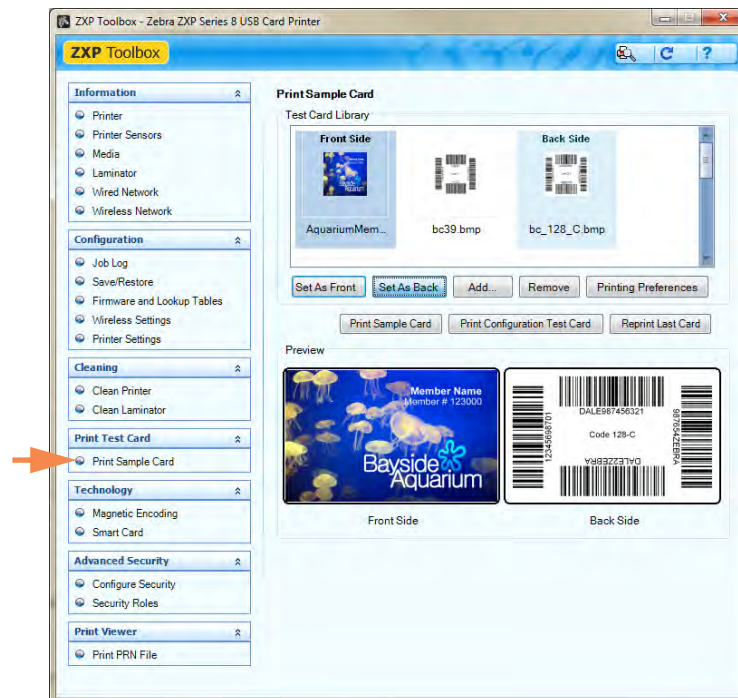 ZXP Toolbox - Zebra ZXP Series 8 USB Card Printer
ZXP Toolbox
?
Information
Printer
Printer Sensors
Media
Laminator
Wired Network
Wireless Network
Configuration
Job Log
Save/Restore
Firmware and Lookup Tables
Wireless Settings
Printer Settings
Cleaning
Clean Printer
Clean Laminator
Print Test Card
Print Sample Card
Technology
Magnetic Encoding
Smart Card
Advanced Security
Configure Security
Security Roles
Print Viewer
Print PRN File
Print Sample Card
Test Card Library
Front Side
Back Side
AquariumMem...
bc39.bmp
bc_128_C.bmp
Set As Front
Set As Back
Add...
Remove
Printing Preferences
Print Sample Card
Print Configuration Test Card
Reprint Last Card
Preview
Member Name
Member # 123000
Bayside
Aquarium
DALE987456321
12345698701
Code 128-C
987654ZEBRA
DALEZZEBRA
Front Side
Back Side